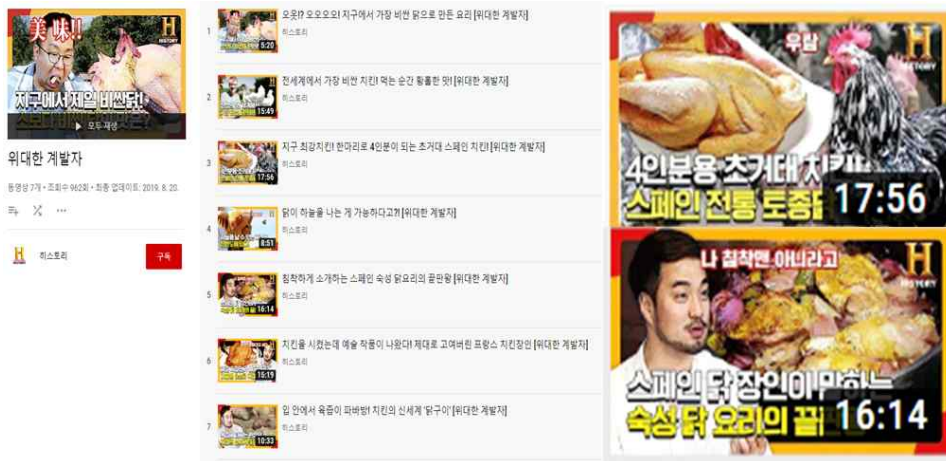 美味!!
HISTORY
지구에서 제일 비싼닭!
모두 재생
위대한 계발자
동영상 7개 • 조회수 962회 • 최종 업데이트: 2019. 8. 20.
히스토리
구독
1
오옷!? 오오오오! 지구에서 가장 비싼 닭으로 만든 요리 [위대한 계발자]
히스토리
5:20
2
전세계에서 가장 비싼 치킨! 먹는 순간 황홀한 맛! [위대한 계발자]
히스토리
15:49
3
지구 최강치킨! 한마리로 4인분이 되는 초거대 스페인 치킨! [위대한 계발자]
히스토리
17:56
4
닭이 하늘을 나는 게 가능하다고?! [위대한 계발자]
히스토리
8:51
5
침착하게 소개하는 스페인 숙성 닭요리의 끝판왕 [위대한 계발자]
히스토리
16:14
6
치킨을 시켰는데 예술 작품이 나왔다! 제대로 고여버린 프랑스 치킨장인 [위대한 계발자]
히스토리
15:19
7
입 안에서 육즙이 파바방! 치킨의 신세계 '닭구이' [위대한 계발자]
히스토리
10:33
우람
HISTORY
4인분용 초거대 치킨!
스페인 전통 토종닭
17:56
나 침착맨 아니라고
HISTORY
스페인 닭 장인이 말하는
숙성 닭 요리의 끝
16:14